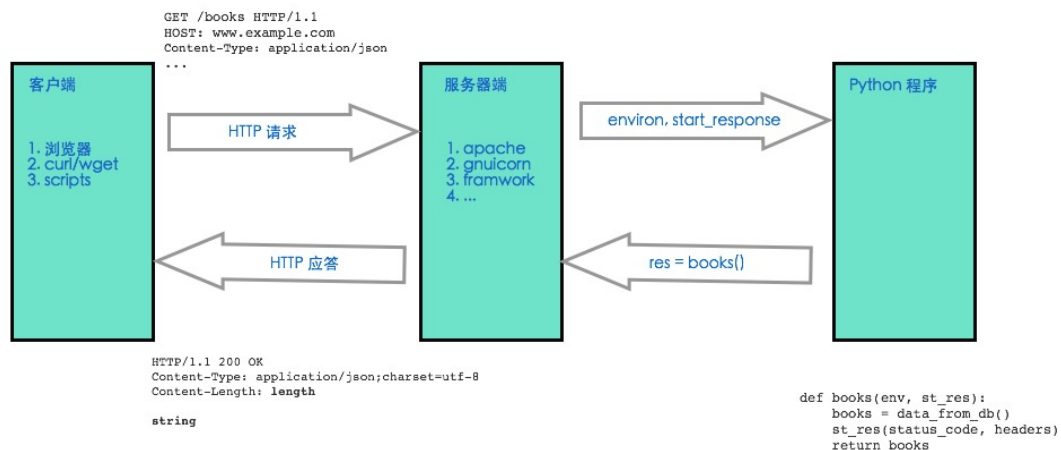 GET /books HTTP/1.1
HOST: www.example.com
Content-Type: application/json
...
客户端
1. 浏览器
2. curl/wget
3. scripts
HTTP 请求
HTTP 应答
服务器端
1. apache
2. gnuicorn
3. framwork
4. ...
environ, start_response
res = books()
Python 程序
HTTP/1.1 200 OK
Content-Type: application/json;charset=utf-8
Content-Length: length
string
def books(env, st_res):
    books = data_from_db()
    st_res(status_code, headers)
    return books